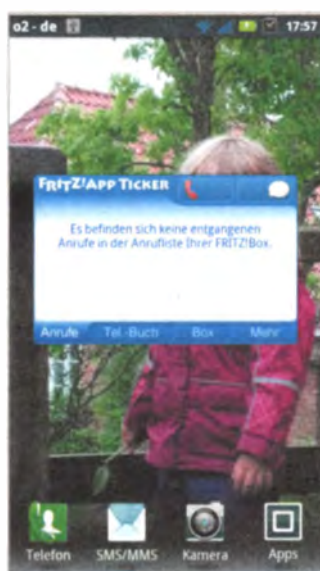 o2 - de 17:57
FRITZ!APP TICKER
Es befinden sich keine entgangenen
Anrufe in der Anrufliste Ihrer FRITZ!Box.
Anrufe Tel.-Buch Box Mehr
Telefon SMS/MMS Kamera Apps